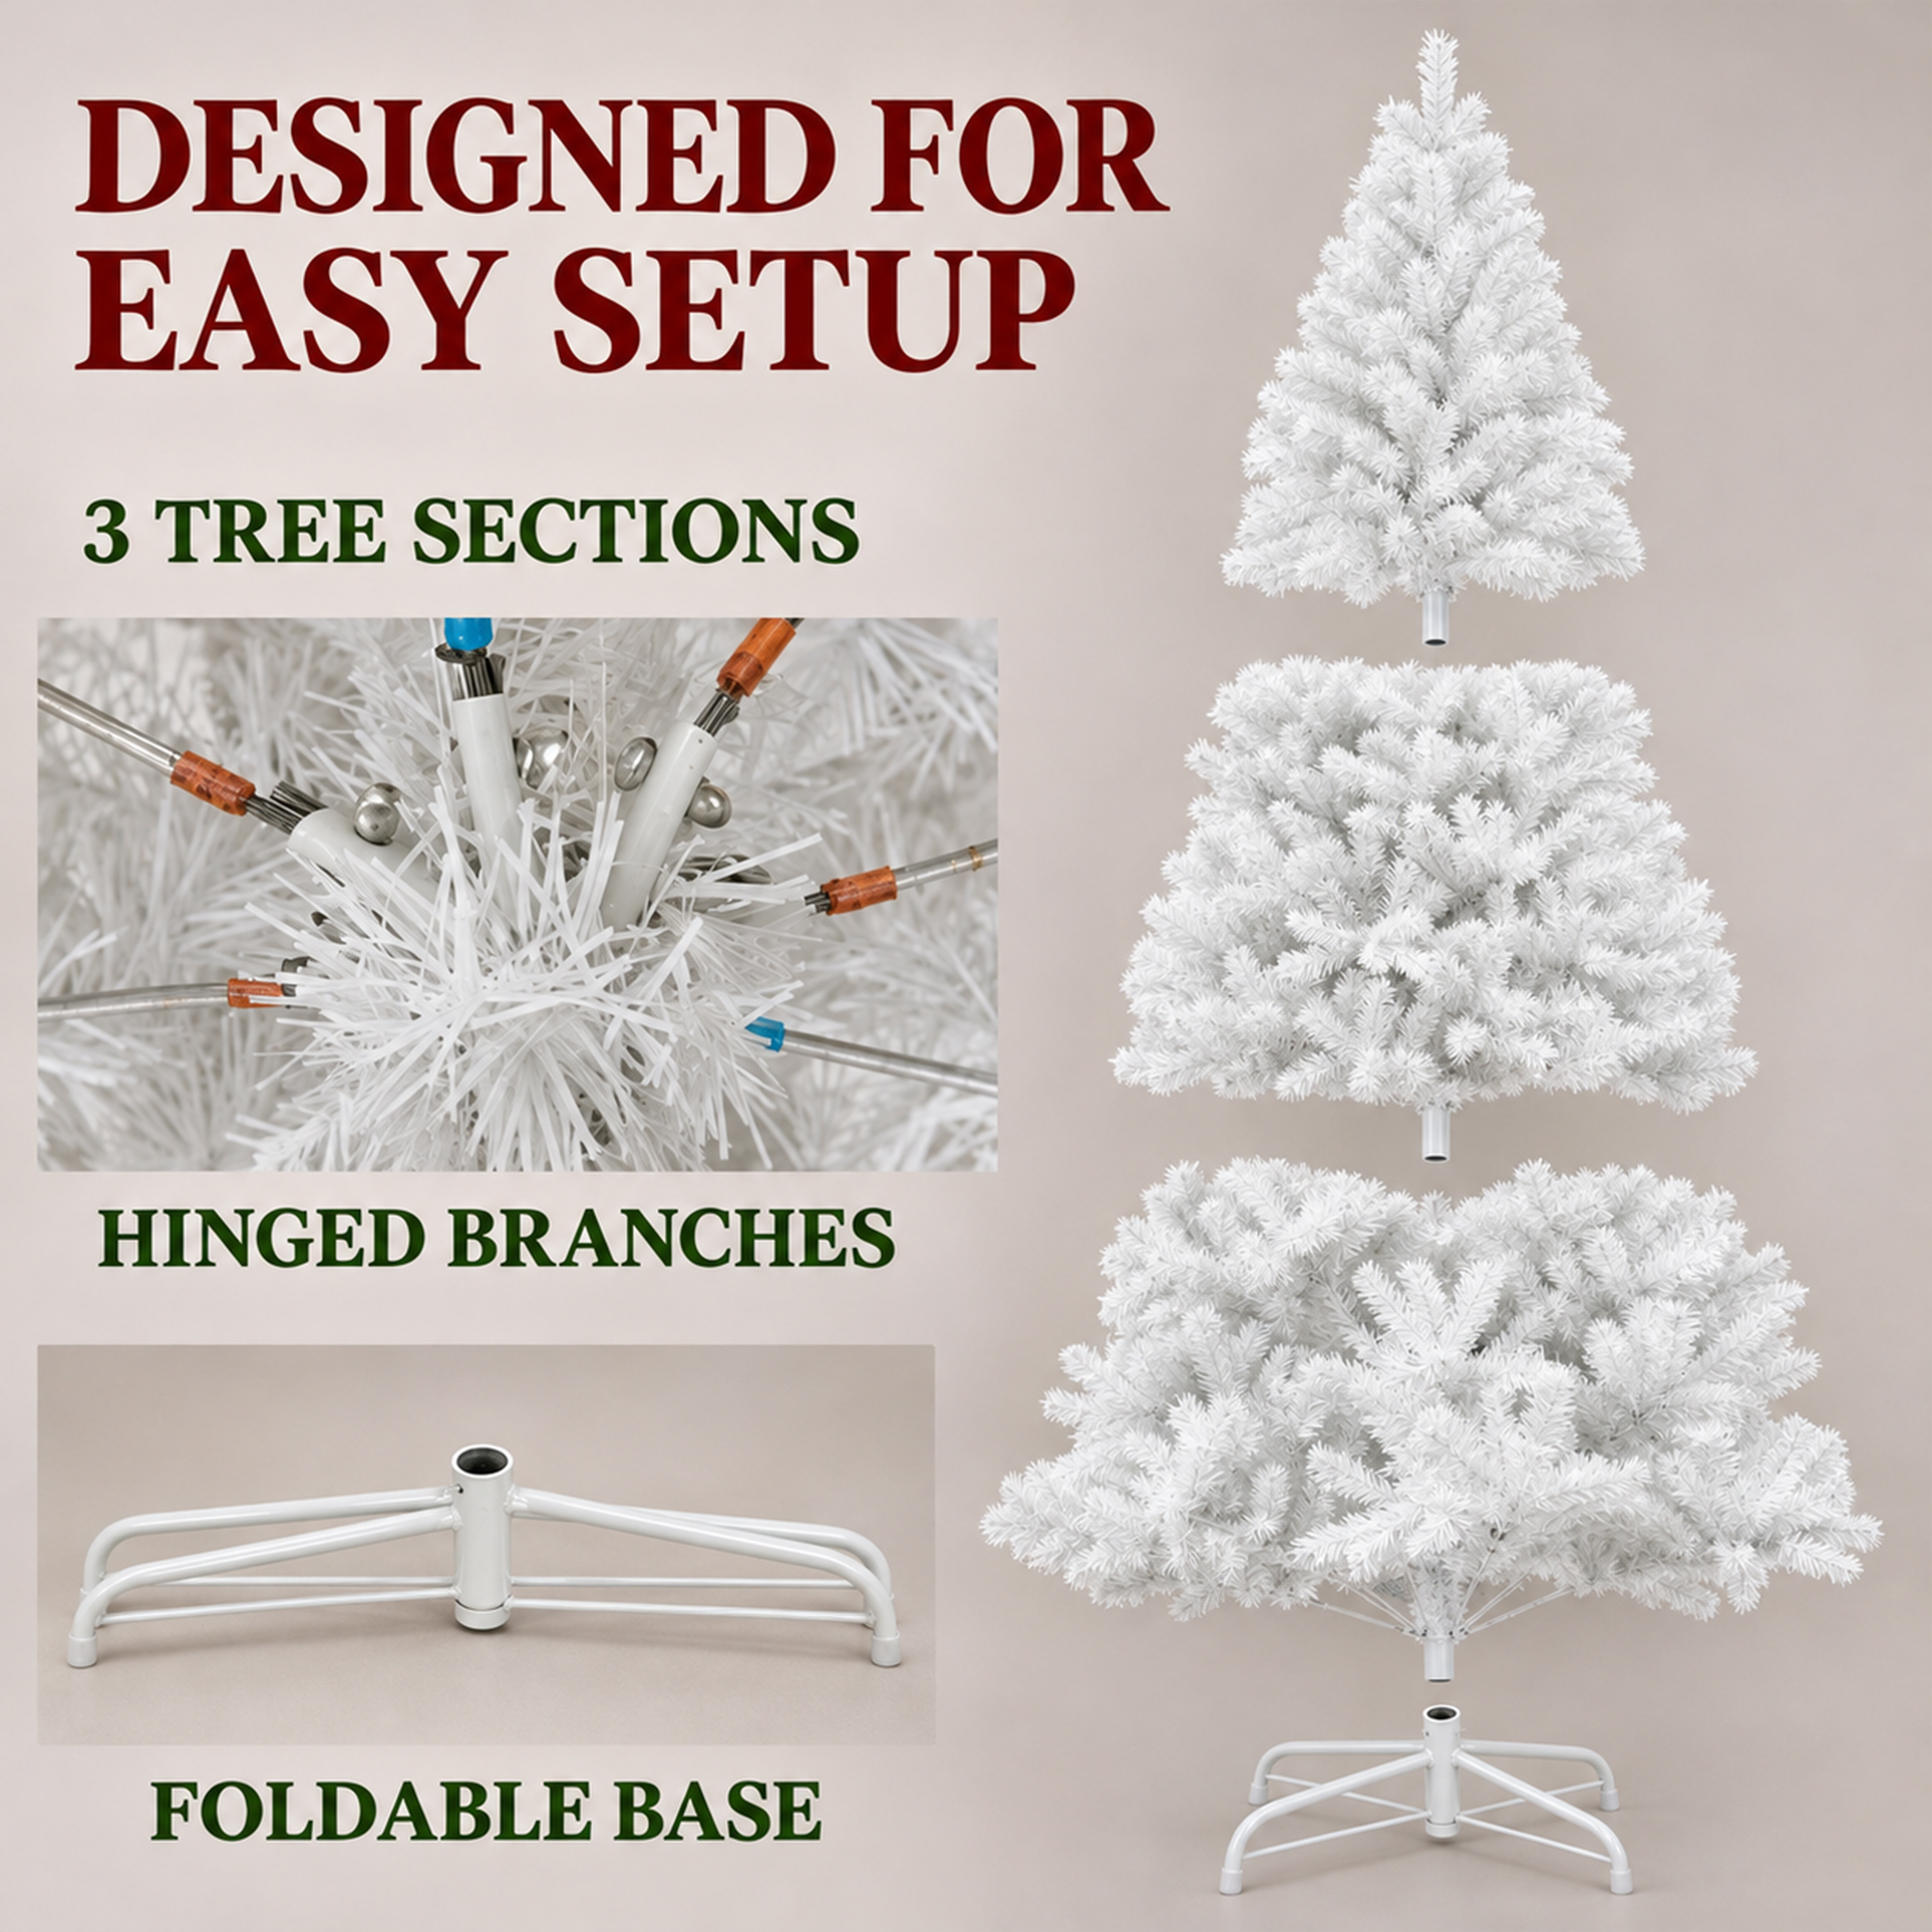 DESIGNED FOR
EASY SETUP
3 TREE SECTIONS
HINGED BRANCHES
FOLDABLE BASE